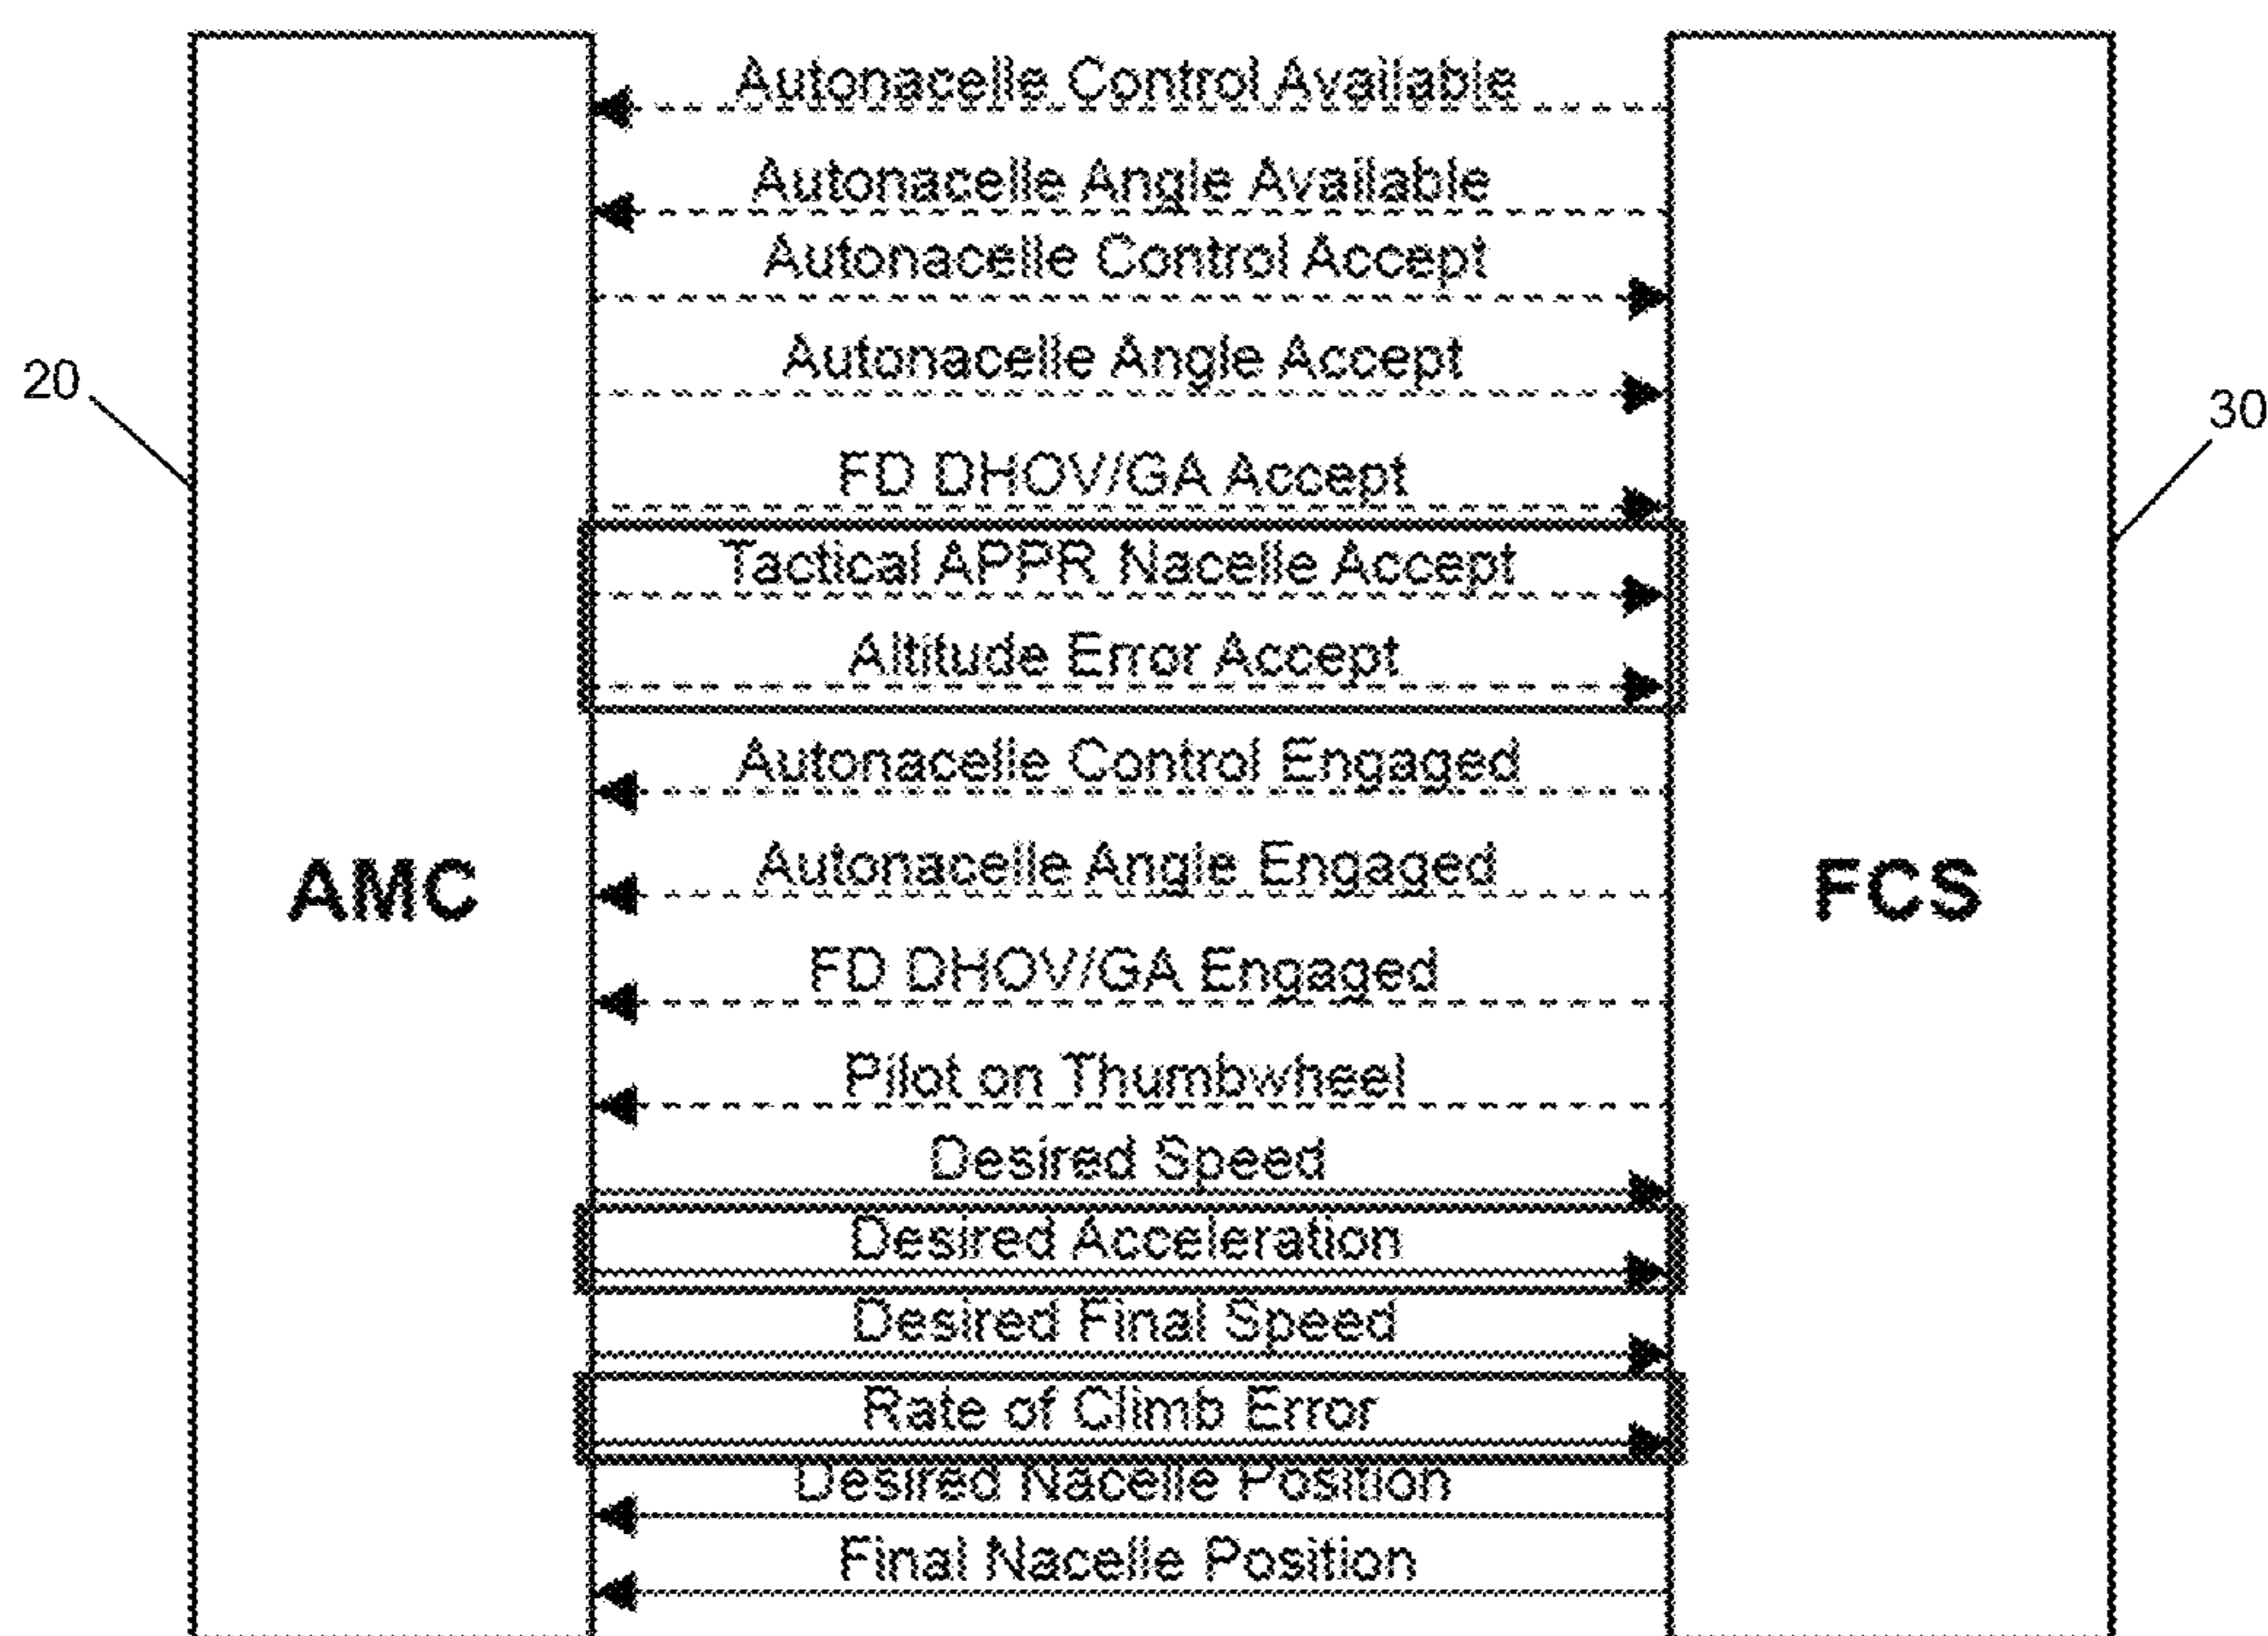 Autonacelle Control Available
Autonacelle Angle Available
Autonacelle Control Accept
Autonacelle Angle Accept
20
30
FD DHOV/GA Accept
Tactical APPR Nacelle Accept
Altitude Error Accept
Autonacelle Control Engaged
Autonacelle Angle Engaged
AMC
FCS
FD DHOV/GA Engaged
Pilot on Thumbwheel
Desired Speed
Desired Acceleration
Desired Final Speed
Rate of Climb Error
Desired Nacelle Position
Final Nacelle Position